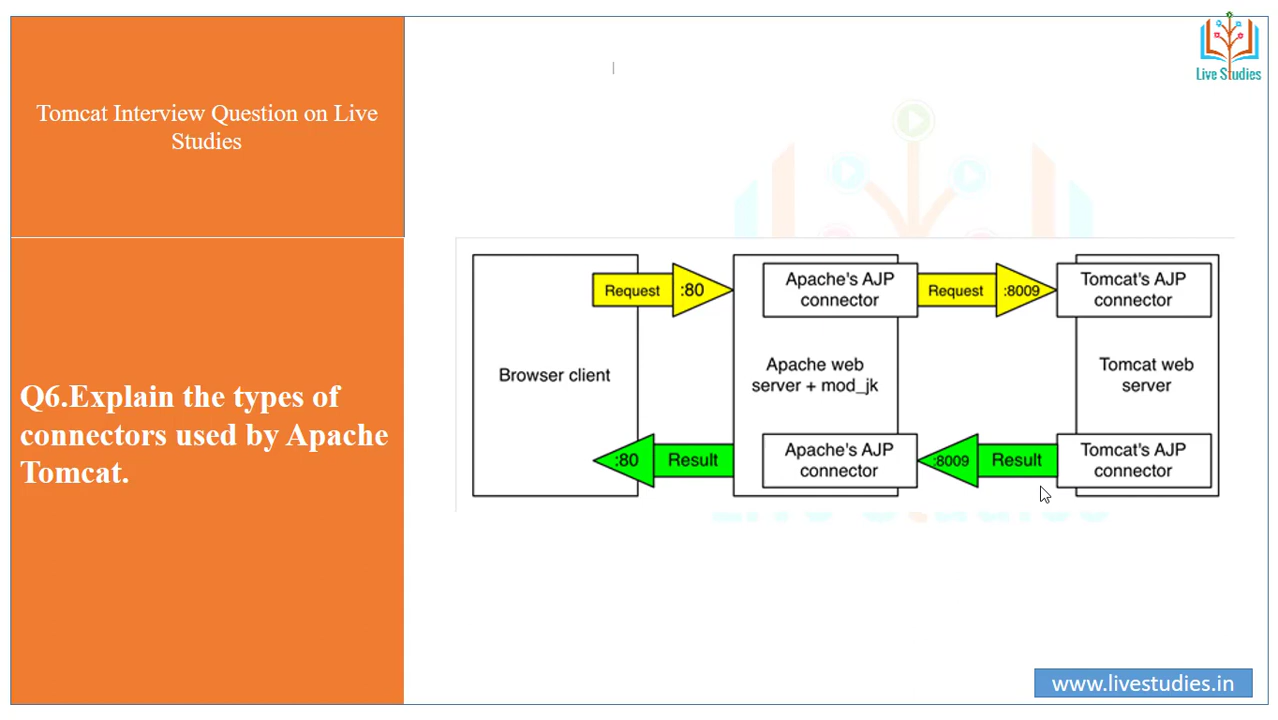 Live Studies
Tomcat Interview Question on Live
Studies
Q6.Explain the types of
connectors used by Apache
Tomcat.
Browser client
Request :80
Apache's AJP
connector
Request :8009
Tomcat's AJP
connector
Apache web
server + mod_jk
Tomcat web
server
:80 Result
Apache's AJP
connector
:8009 Result
Tomcat's AJP
connector
www.livestudies.in